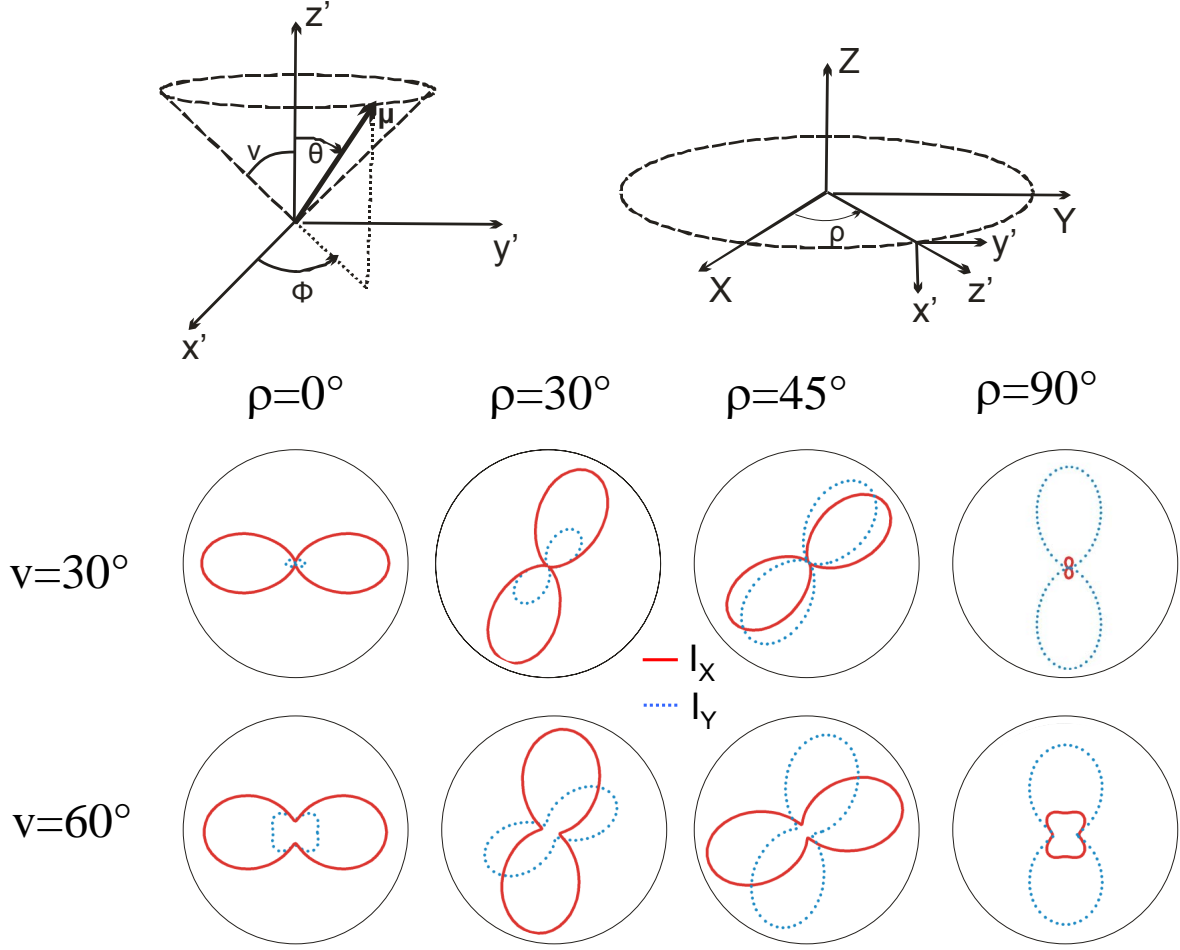 z'
Z
μ
v
θ
y'
Y
ρ
y'
Φ
X
x'
z'
x'
ρ=0° ρ=30° ρ=45° ρ=90°
v=30°
I_X
I_Y
v=60°